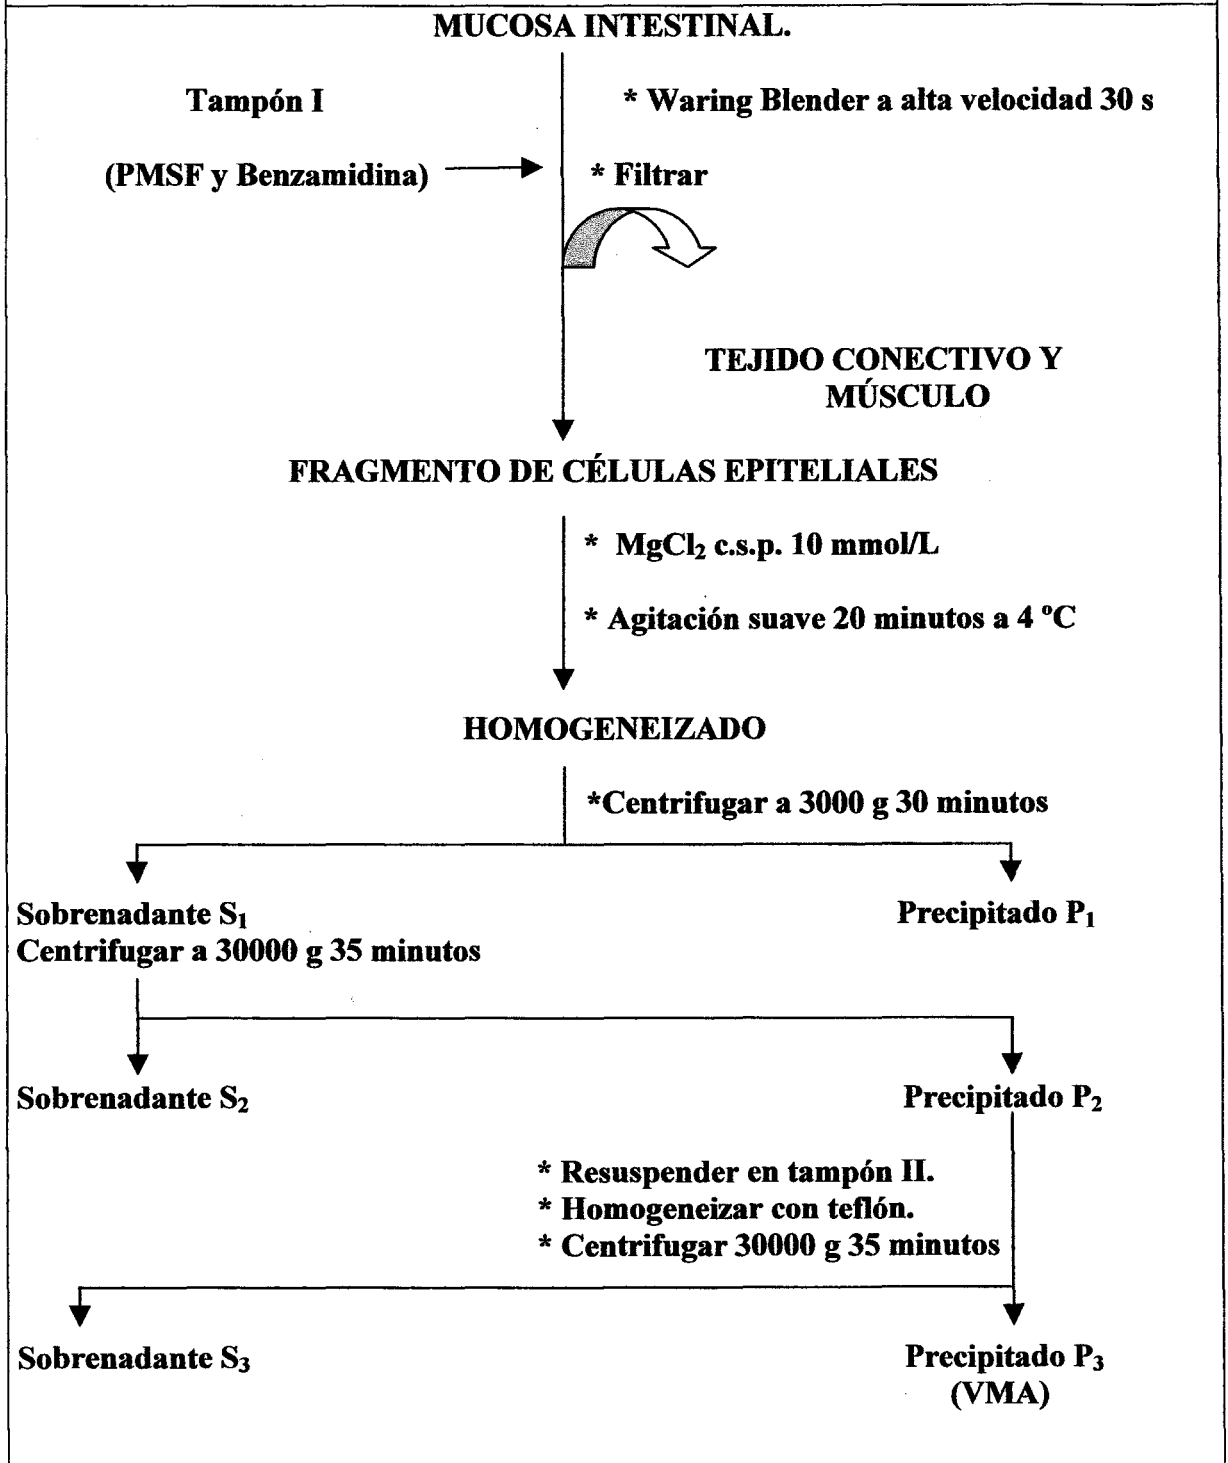 MUCOSA INTESTINAL.
Tampón I
* Waring Blender a alta velocidad 30 s
(PMSF y Benzamidina)
* Filtrar
TEJIDO CONECTIVO Y
MÚSCULO
FRAGMENTO DE CÉLULAS EPITELIALES
* MgCl₂ c.s.p. 10 mmol/L
* Agitación suave 20 minutos a 4 ºC
HOMOGENEIZADO
*Centrifugar a 3000 g 30 minutos
Sobrenadante S₁
Precipitado P₁
Centrifugar a 30000 g 35 minutos
Sobrenadante S₂
Precipitado P₂
* Resuspender en tampón II.
* Homogeneizar con teflón.
* Centrifugar 30000 g 35 minutos
Sobrenadante S₃
Precipitado P₃
(VMA)